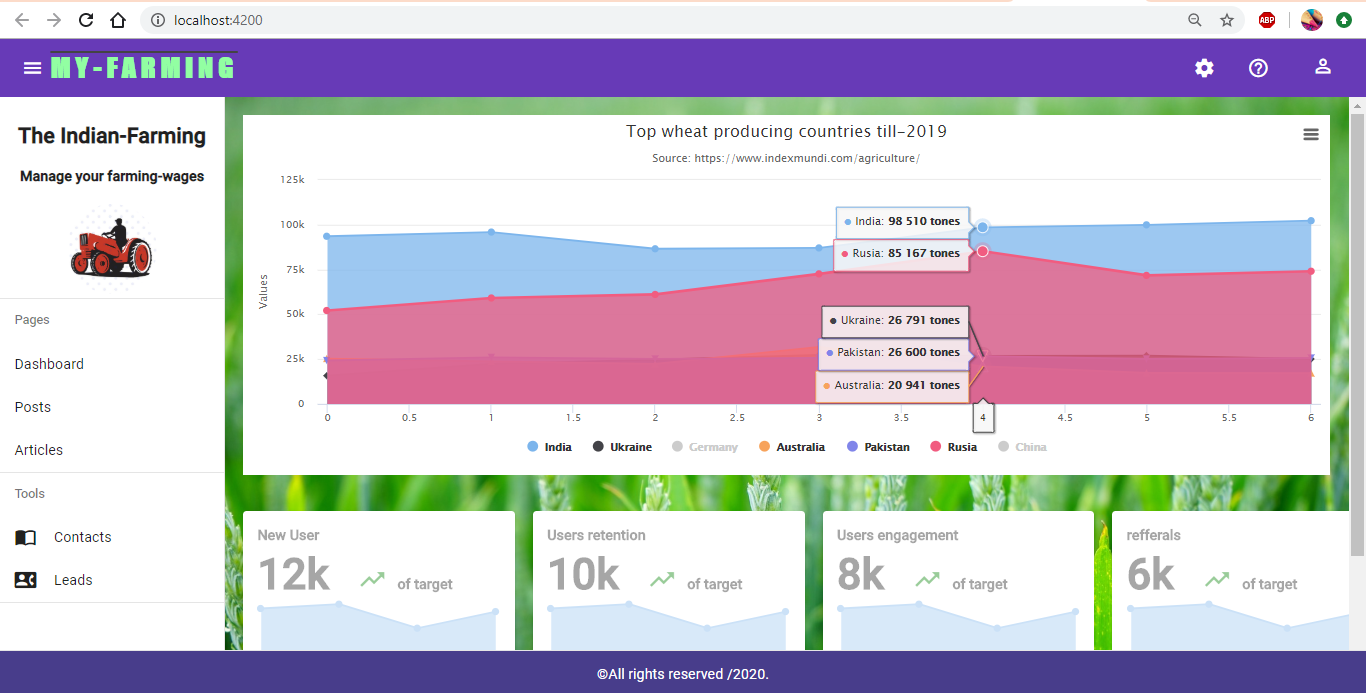 localhost:4200
ABP
MY-FARMING
The Indian-Farming
Manage your farming-wages
Pages
Dashboard
Posts
Articles
Tools
Contacts
Leads
Top wheat producing countries till-2019
Source: https://www.indexmundi.com/agriculture/
Values
125k
100k
75k
50k
25k
0
India: 98 510 tones
Rusia: 85 167 tones
Ukraine: 26 791 tones
Pakistan: 26 600 tones
Australia: 20 941 tones
0 0.5 1 1.5 2 2.5 3 3.5 4 4.5 5 5.5 6
India Ukraine Germany Australia Pakistan Rusia China
New User
12k of target
Users retention
10k of target
Users engagement
8k of target
refferals
6k of target
©All rights reserved /2020.